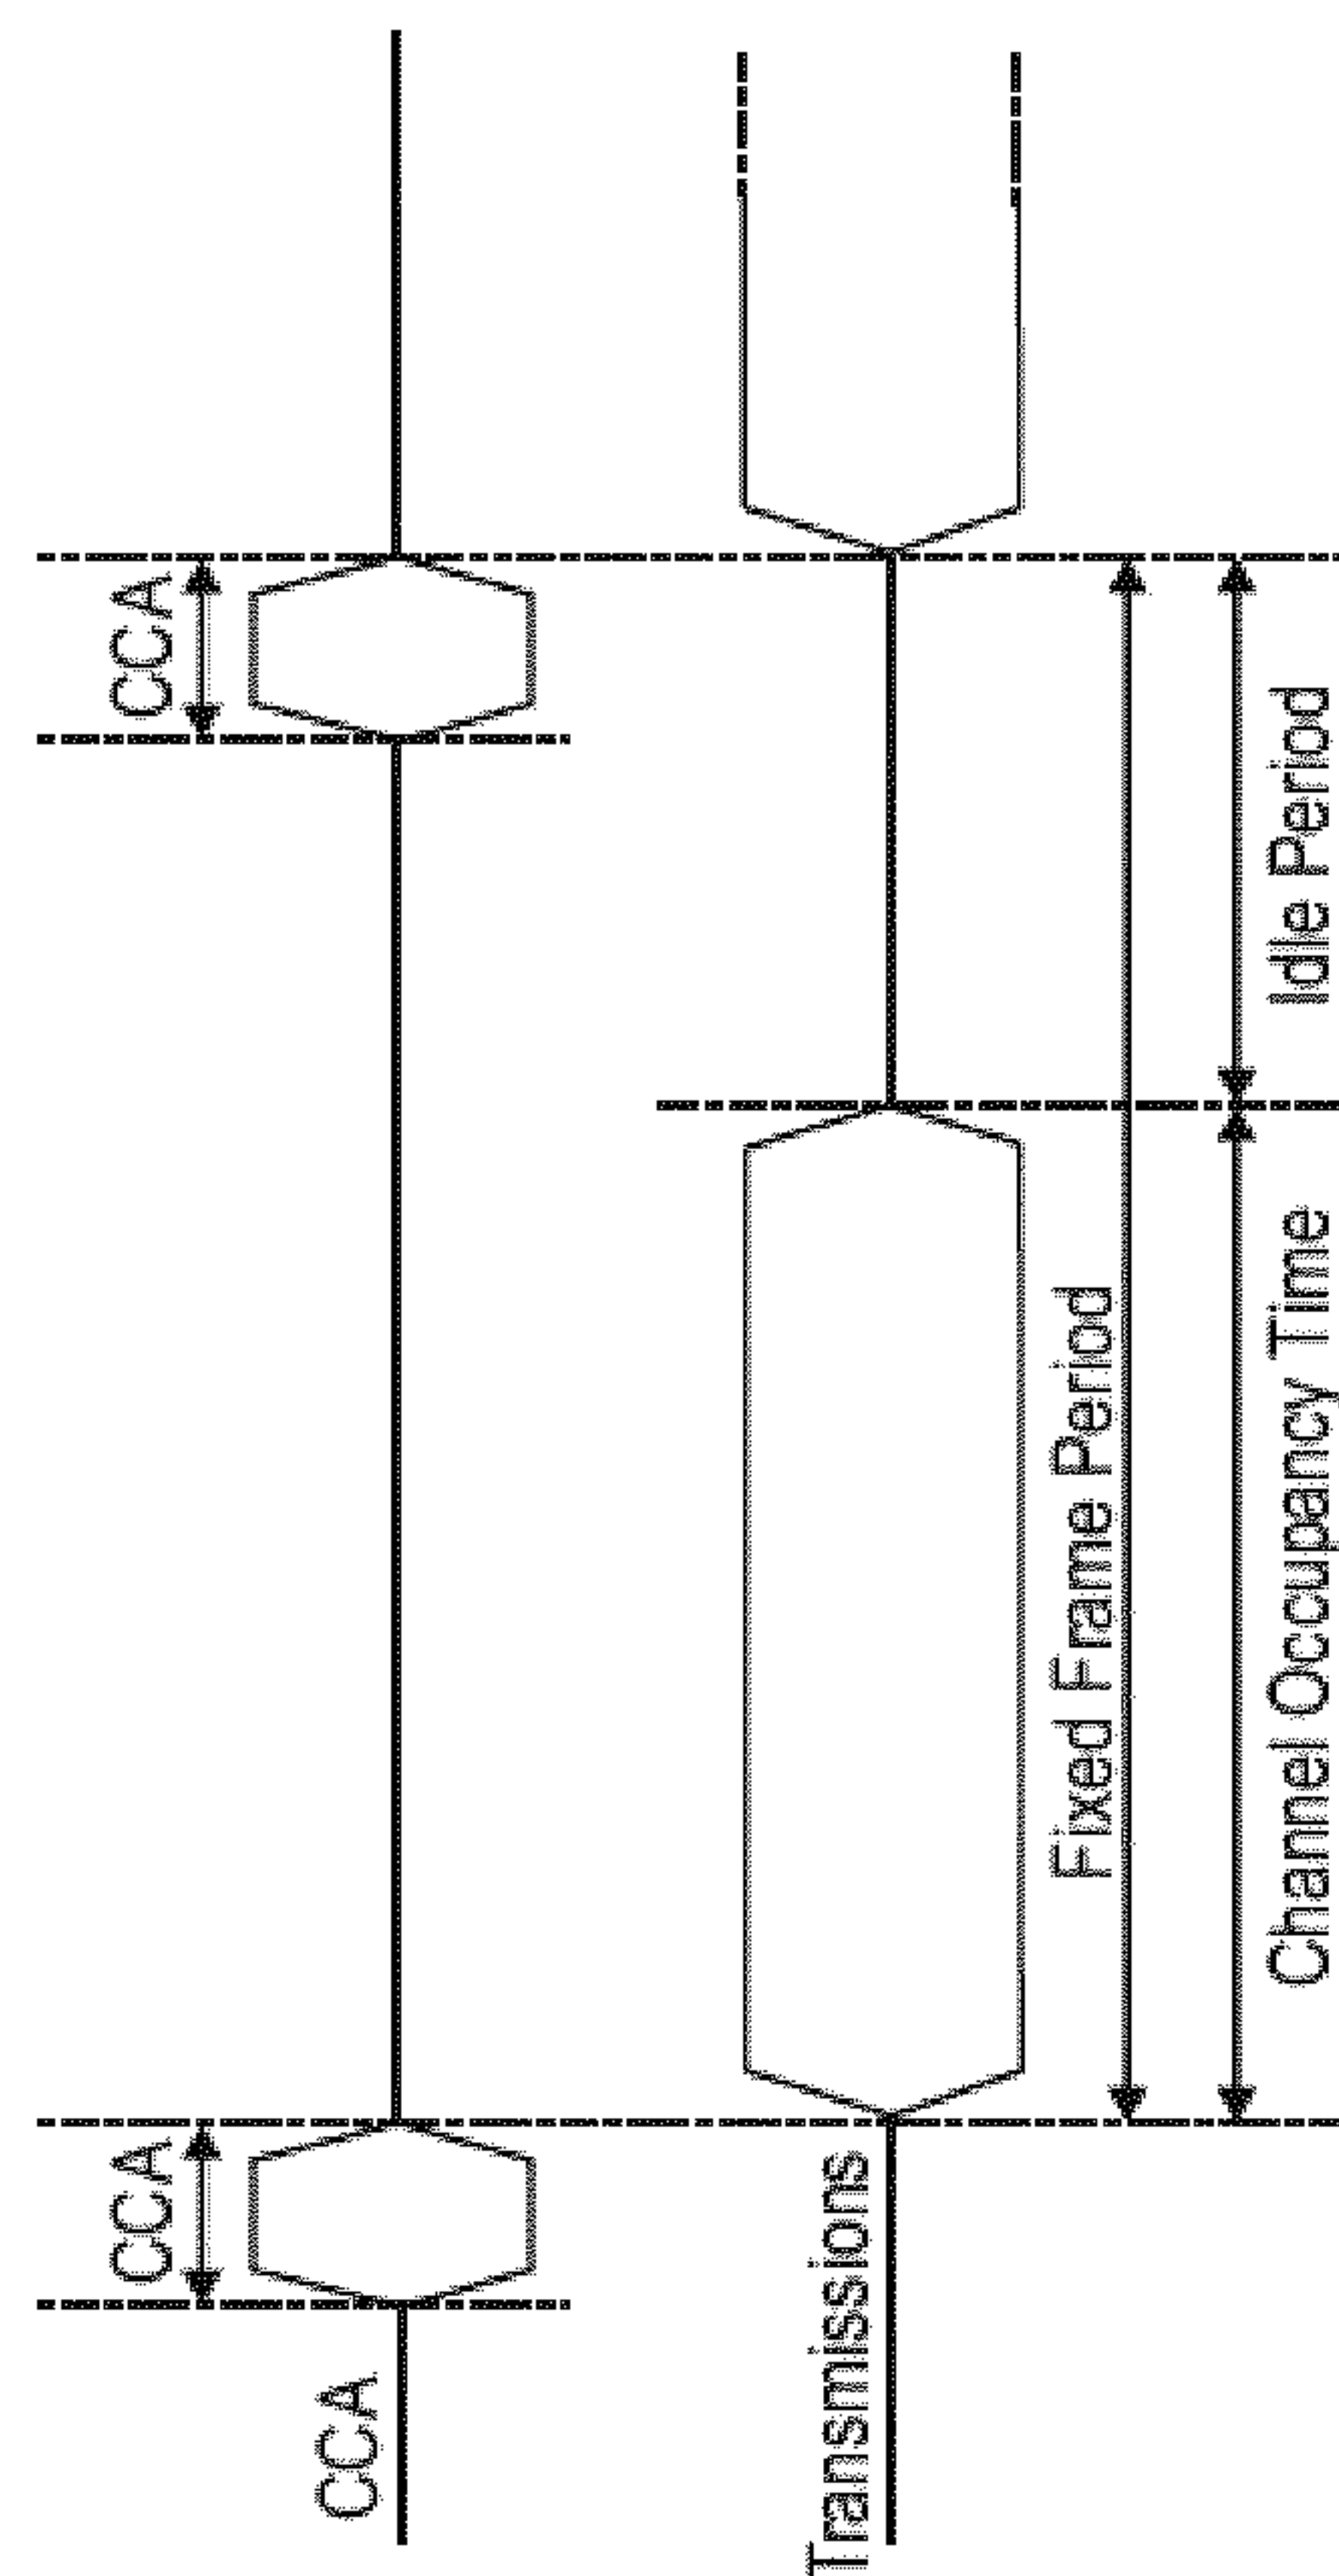 CCA
CCA
CCA
Transmissions
Fixed Frame Period
Channel Occupancy Time
Idle Period